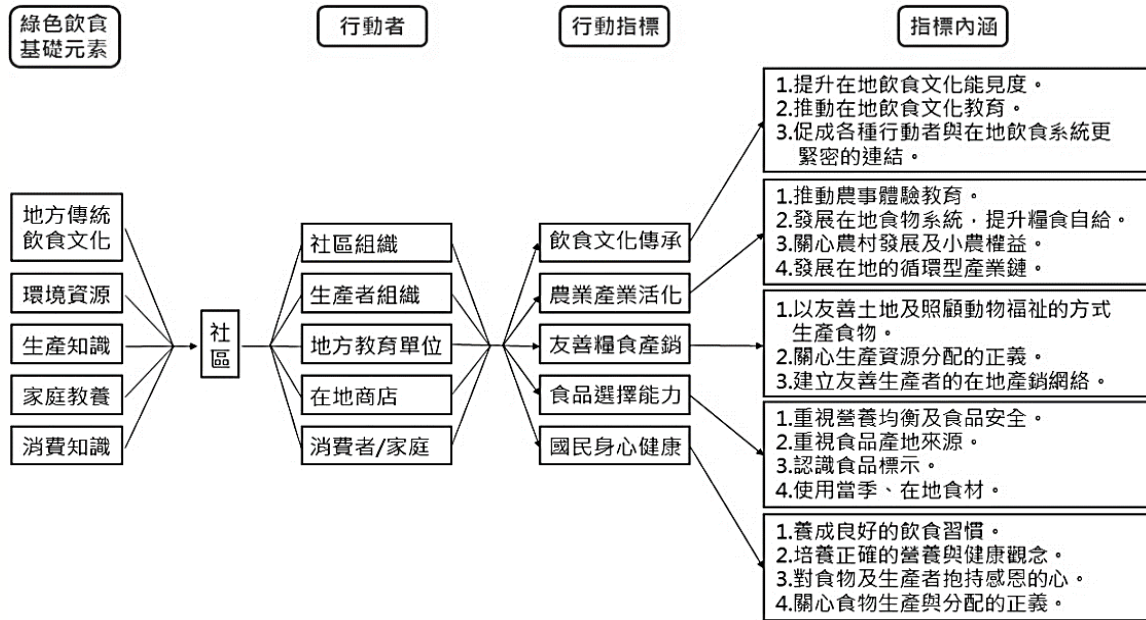 綠色飲食
基礎元素
行動者
行動指標
指標內涵
地方傳統
飲食文化
環境資源
生產知識
家庭教養
消費知識
社
區
社區組織
生產者組織
地方教育單位
在地商店
消費者/家庭
飲食文化傳承
農業產業活化
友善糧食產銷
食品選擇能力
國民身心健康
1.提升在地飲食文化能見度。
2.推動在地飲食文化教育。
3.促成各種行動者與在地飲食系統更
緊密的連結。
1.推動農事體驗教育。
2.發展在地食物系統，提升糧食自給。
3.關心農村發展及小農權益。
4.發展在地的循環型產業鏈。
1.以友善土地及照顧動物福祉的方式
生產食物。
2.關心生產資源分配的正義。
3.建立友善生產者的在地產銷網絡。
1.重視營養均衡及食品安全。
2.重視食品產地來源。
3.認識食品標示。
4.使用當季、在地食材。
1.養成良好的飲食習慣。
2.培養正確的營養與健康觀念。
3.對食物及生產者抱持感恩的心。
4.關心食物生產與分配的正義。